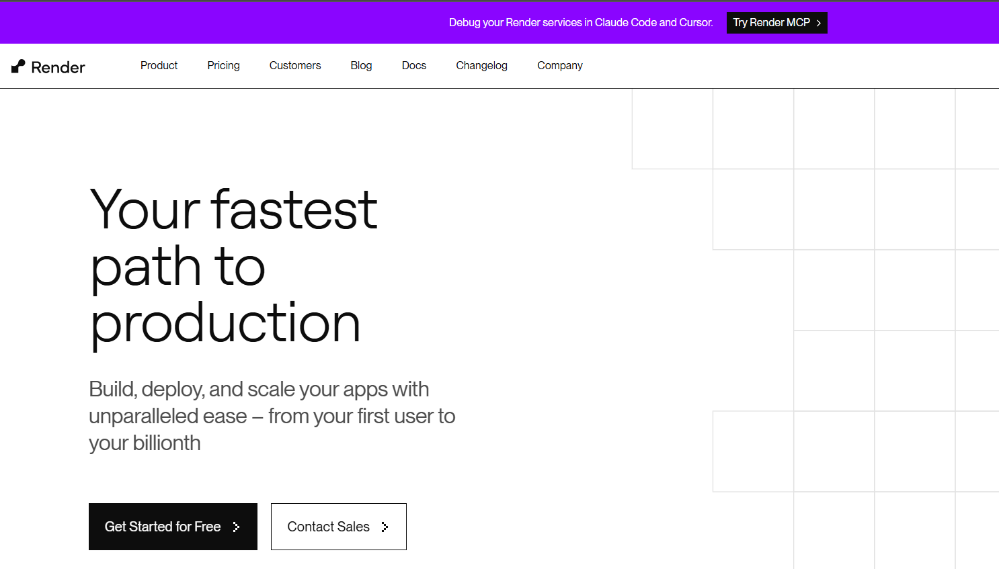 Debug your Render services in Claude Code and Cursor. Try Render MCP
Render Product Pricing Customers Blog Docs Changelog Company
Your fastest
path to
production
Build, deploy, and scale your apps with
unparalleled ease – from your first user to
your billionth
Get Started for Free Contact Sales